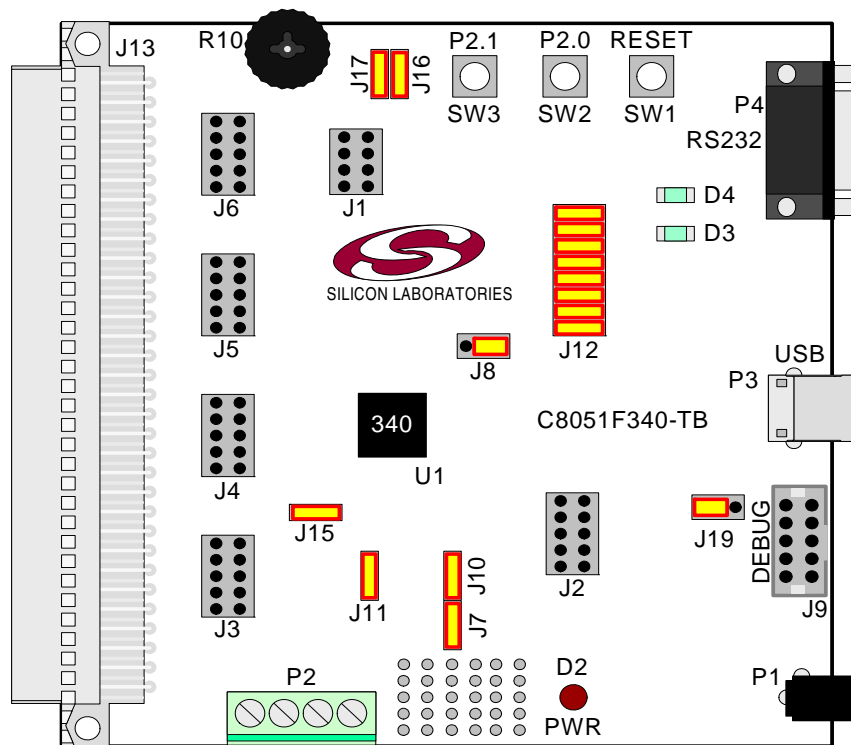 J13
R10
J17
J16
P2.1
P2.0
RESET
SW3
SW2
SW1
P4
RS232
J6
J1
D4
D3
SILICON LABORATORIES
J5
J8
J12
USB
P3
340
C8051F340-TB
U1
J4
J15
J19
DEBUG
J9
J3
J11
J10
J7
J2
P2
D2
PWR
P1